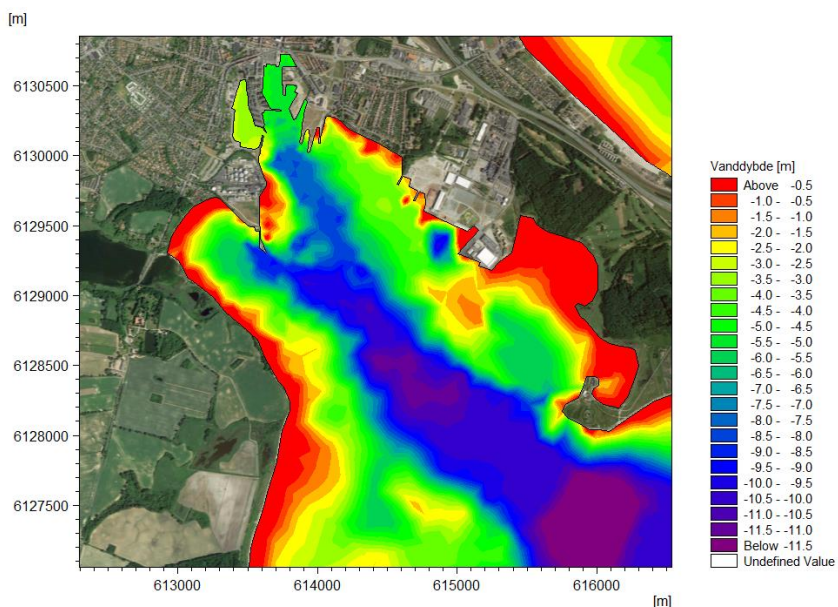 [m]
6130500
6130000
6129500
6129000
6128500
6128000
6127500
613000
614000
615000
616000
[m]
Vanddybde [m]
Above -0.5
-1.0 - -0.5
-1.5 - -1.0
-2.0 - -1.5
-2.5 - -2.0
-3.0 - -2.5
-3.5 - -3.0
-4.0 - -3.5
-4.5 - -4.0
-5.0 - -4.5
-5.5 - -5.0
-6.0 - -5.5
-6.5 - -6.0
-7.0 - -6.5
-7.5 - -7.0
-8.0 - -7.5
-8.5 - -8.0
-9.0 - -8.5
-9.5 - -9.0
-10.0 - -9.5
-10.5 - -10.0
-11.0 - -10.5
-11.5 - -11.0
Below -11.5
Undefined Value